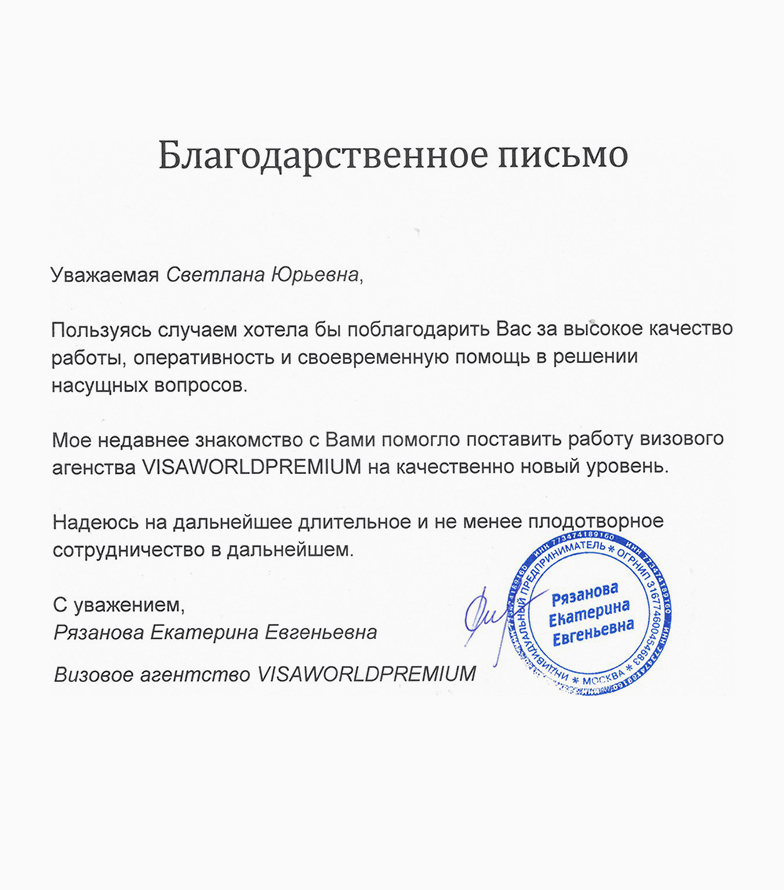 Благодарственное письмо
Уважаемая Светлана Юрьевна,
Пользуясь случаем хотела бы поблагодарить Вас за высокое качество
работы, оперативность и своевременную помощь в решении
насущных вопросов.
Мое недавнее знакомство с Вами помогло поставить работу визового
агенства VISAWORLDPREMIUM на качественно новый уровень.
Надеюсь на дальнейшее длительное и не менее плодотворное
сотрудничество в дальнейшем.
С уважением,
Рязанова Екатерина Евгеньевна
Визовое агентство VISAWORLDPREMIUM
ИНН 773474189160
ИНДИВИДУАЛЬНЫЙ ПРЕДПРИНИМАТЕЛЬ * ОГРНИП 316774600454683 * МОСКВА *
Рязанова
Екатерина
Евгеньевна